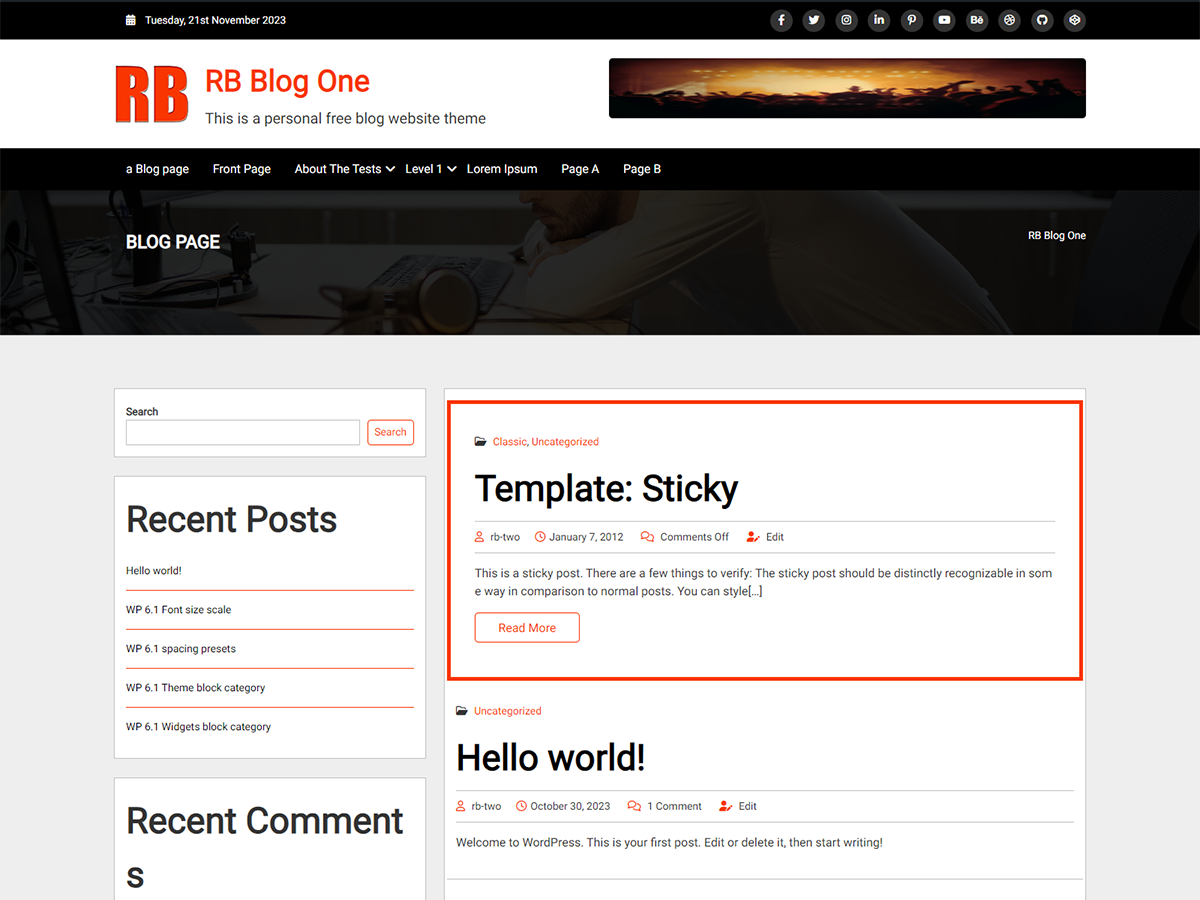 Tuesday, 21st November 2023
RB
RB Blog One
This is a personal free blog website theme
a Blog page
Front Page
About The Tests
Level 1
Lorem Ipsum
Page A
Page B
BLOG PAGE
RB Blog One
Search
Search
Recent Posts
Hello world!
WP 6.1 Font size scale
WP 6.1 spacing presets
WP 6.1 Theme block category
WP 6.1 Widgets block category
Recent Comment
s
Classic, Uncategorized
Template: Sticky
rb-two January 7, 2012 Comments Off Edit
This is a sticky post. There are a few things to verify: The sticky post should be distinctly recognizable in som
e way in comparison to normal posts. You can style[...]
Read More
Uncategorized
Hello world!
rb-two October 30, 2023 1 Comment Edit
Welcome to WordPress. This is your first post. Edit or delete it, then start writing!